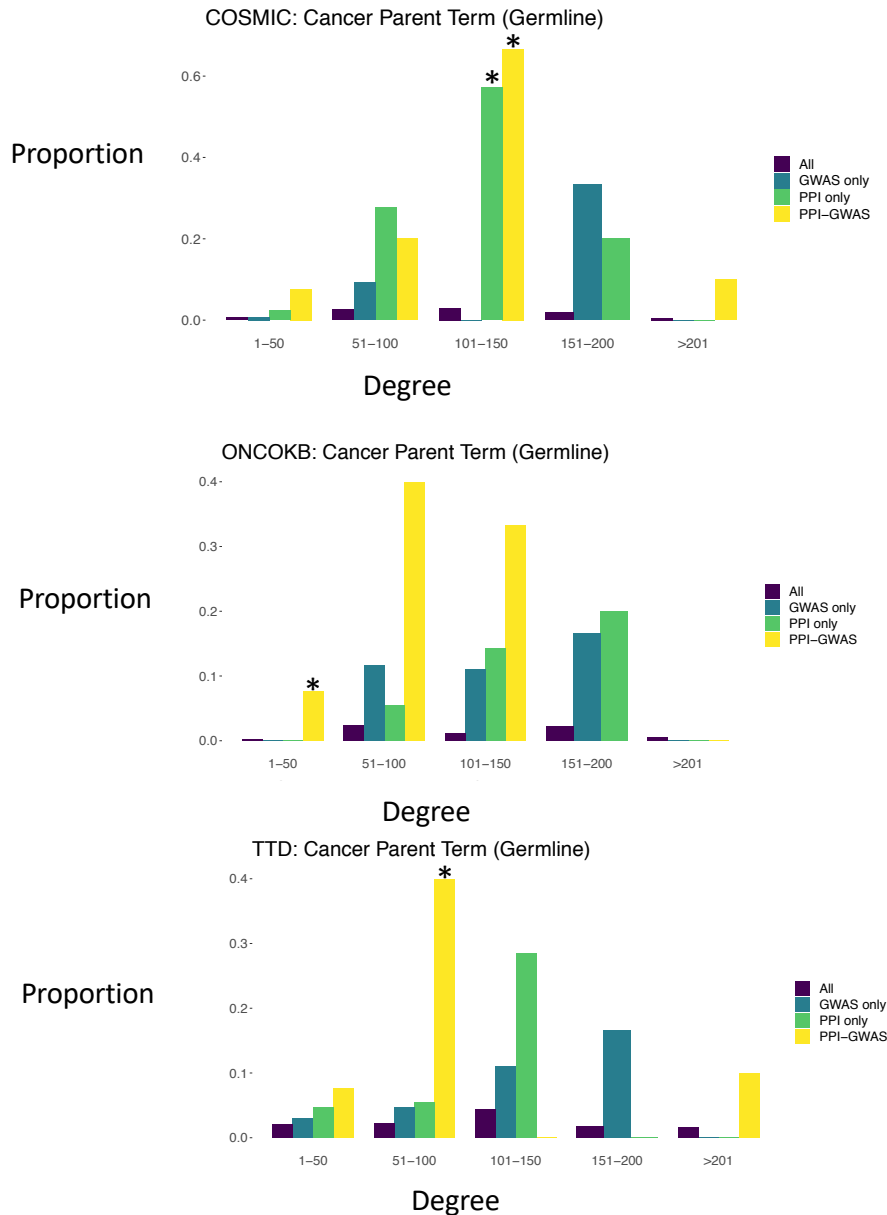 COSMIC: Cancer Parent Term (Germline)
*
*
0.6
Proportion
0.4
0.2
0.0
All
GWAS only
PPI only
PPI−GWAS
1−50 51−100 101−150 151−200 >201
Degree
ONCOKB: Cancer Parent Term (Germline)
0.4
0.3
Proportion
0.2
0.1
*
0.0
All
GWAS only
PPI only
PPI−GWAS
1−50 51−100 101−150 151−200 >201
Degree
TTD: Cancer Parent Term (Germline)
*
0.4
0.3
Proportion
0.2
0.1
0.0
All
GWAS only
PPI only
PPI−GWAS
1−50 51−100 101−150 151−200 >201
Degree